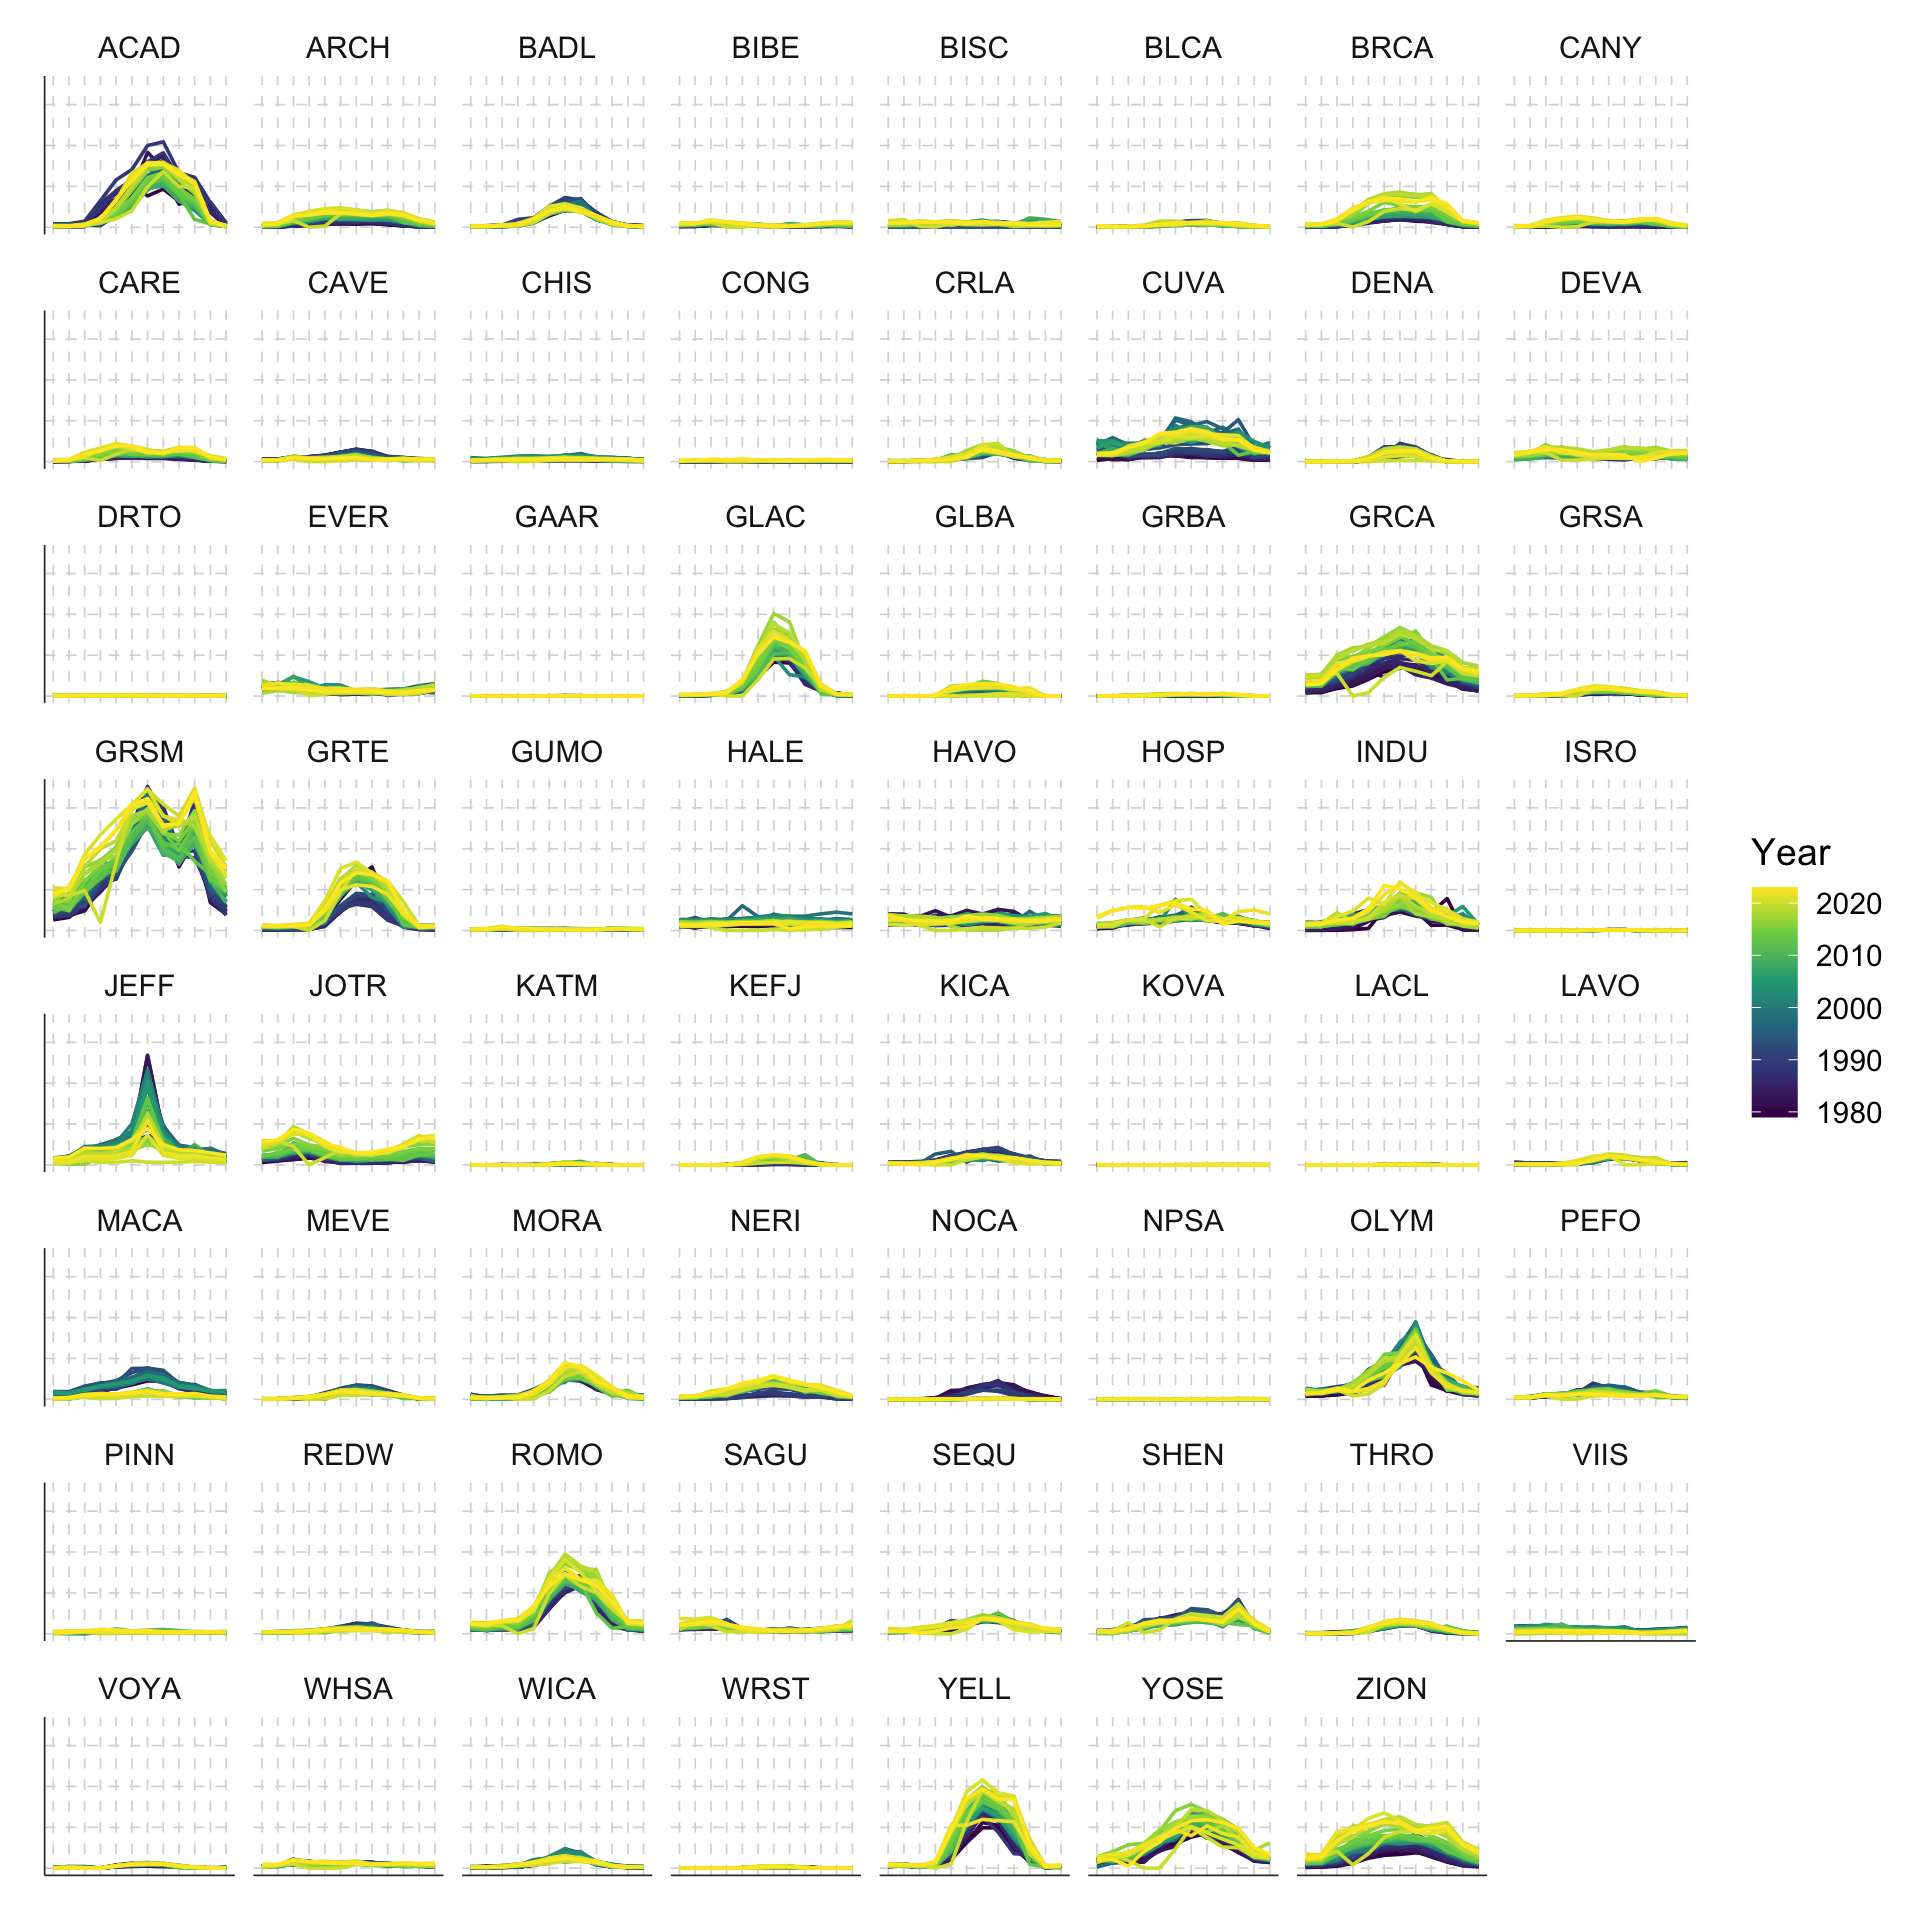 ACAD ARCH BADL BIBE BISC BLCA BRCA CANY
CARE CAVE CHIS CONG CRLA CUVA DENA DEVA
DRTO EVER GAAR GLAC GLBA GRBA GRCA GRSA
GRSM GRTE GUMO HALE HAVO HOSP INDU ISRO
JEFF JOTR KATM KEFJ KICA KOVA LACL LAVO
MACA MEVE MORA NERI NOCA NPSA OLYM PEFO
PINN REDW ROMO SAGU SEQU SHEN THRO VIIS
VOYA WHSA WICA WRST YELL YOSE ZION
Year
2020
2010
2000
1990
1980